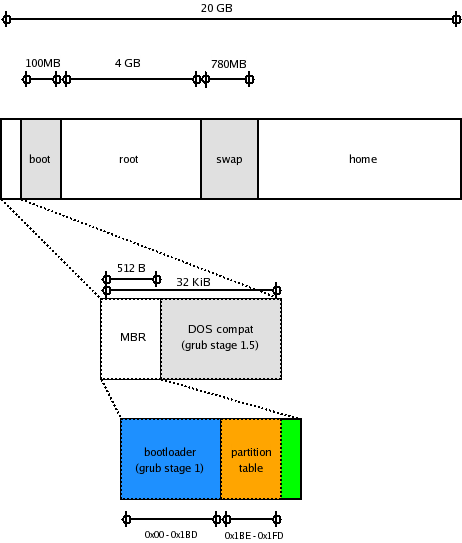 20 GB
100MB
4 GB
780MB
boot
root
swap
home
512 B
32 KiB
MBR
DOS compat
(grub stage 1.5)
bootloader
(grub stage 1)
partition
table
0x00 - 0x1BD
0x1BE - 0x1FD